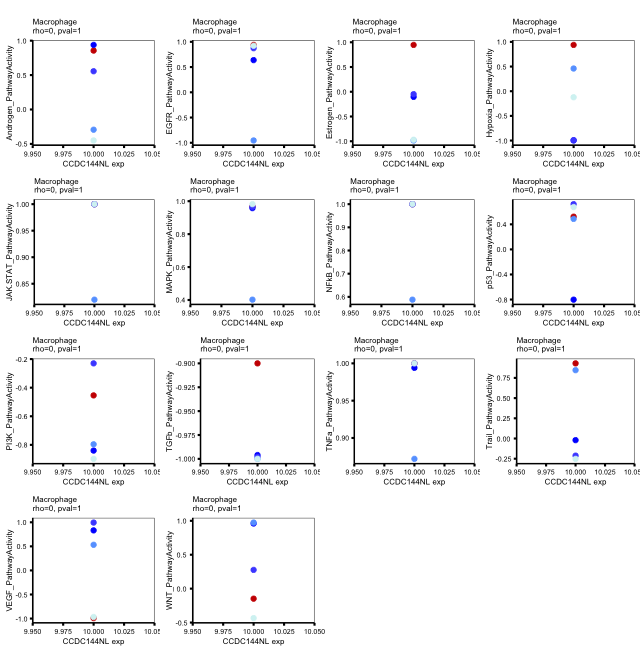 Macrophage
rho=0, pval=1
Androgen_PathwayActivity
1.0
0.5
0.0
-0.5
9.950 9.975 10.000 10.025 10.05
CCDC144NL exp
Macrophage
rho=0, pval=1
EGFR_PathwayActivity
1.0
0.5
0.0
-0.5
-1.0
9.950 9.975 10.000 10.025 10.05
CCDC144NL exp
Macrophage
rho=0, pval=1
Estrogen_PathwayActivity
1.0
0.5
0.0
-0.5
-1.0
9.950 9.975 10.000 10.025 10.05
CCDC144NL exp
Macrophage
rho=0, pval=1
Hypoxia_PathwayActivity
1.0
0.5
0.0
-0.5
-1.0
9.950 9.975 10.000 10.025 10.05
CCDC144NL exp
Macrophage
rho=0, pval=1
JAK.STAT_PathwayActivity
1.00
0.95
0.90
0.85
9.950 9.975 10.000 10.025 10.05
CCDC144NL exp
Macrophage
rho=0, pval=1
MAPK_PathwayActivity
1.0
0.8
0.6
0.4
9.950 9.975 10.000 10.025 10.05
CCDC144NL exp
Macrophage
rho=0, pval=1
NFkB_PathwayActivity
1.0
0.9
0.8
0.7
0.6
9.950 9.975 10.000 10.025 10.05
CCDC144NL exp
Macrophage
rho=0, pval=1
p53_PathwayActivity
0.4
0.0
-0.4
-0.8
9.950 9.975 10.000 10.025 10.05
CCDC144NL exp
Macrophage
rho=0, pval=1
PI3K_PathwayActivity
-0.2
-0.4
-0.6
-0.8
9.950 9.975 10.000 10.025 10.05
CCDC144NL exp
Macrophage
rho=0, pval=1
TGFb_PathwayActivity
-0.900
-0.925
-0.950
-0.975
-1.000
9.950 9.975 10.000 10.025 10.05
CCDC144NL exp
Macrophage
rho=0, pval=1
TNFa_PathwayActivity
1.00
0.95
0.90
9.950 9.975 10.000 10.025 10.05
CCDC144NL exp
Macrophage
rho=0, pval=1
Trail_PathwayActivity
0.75
0.50
0.25
0.00
-0.25
9.950 9.975 10.000 10.025 10.05
CCDC144NL exp
Macrophage
rho=0, pval=1
VEGF_PathwayActivity
1.0
0.5
0.0
-0.5
-1.0
9.950 9.975 10.000 10.025 10.05
CCDC144NL exp
Macrophage
rho=0, pval=1
WNT_PathwayActivity
1.0
0.5
0.0
-0.5
9.950 9.975 10.000 10.025 10.050
CCDC144NL exp